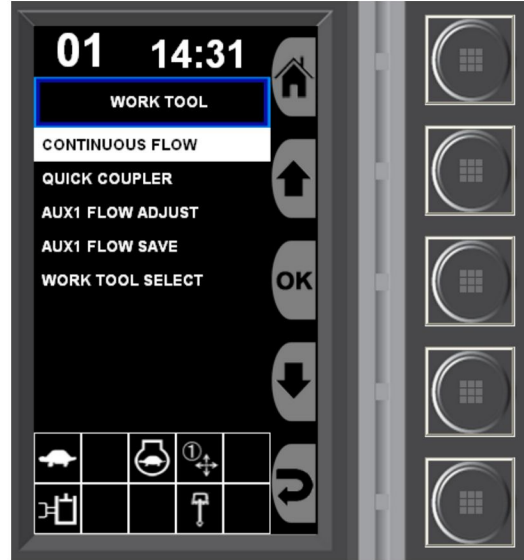 01 14:31
WORK TOOL
CONTINUOUS FLOW
QUICK COUPLER
AUX1 FLOW ADJUST
AUX1 FLOW SAVE
WORK TOOL SELECT
OK
1